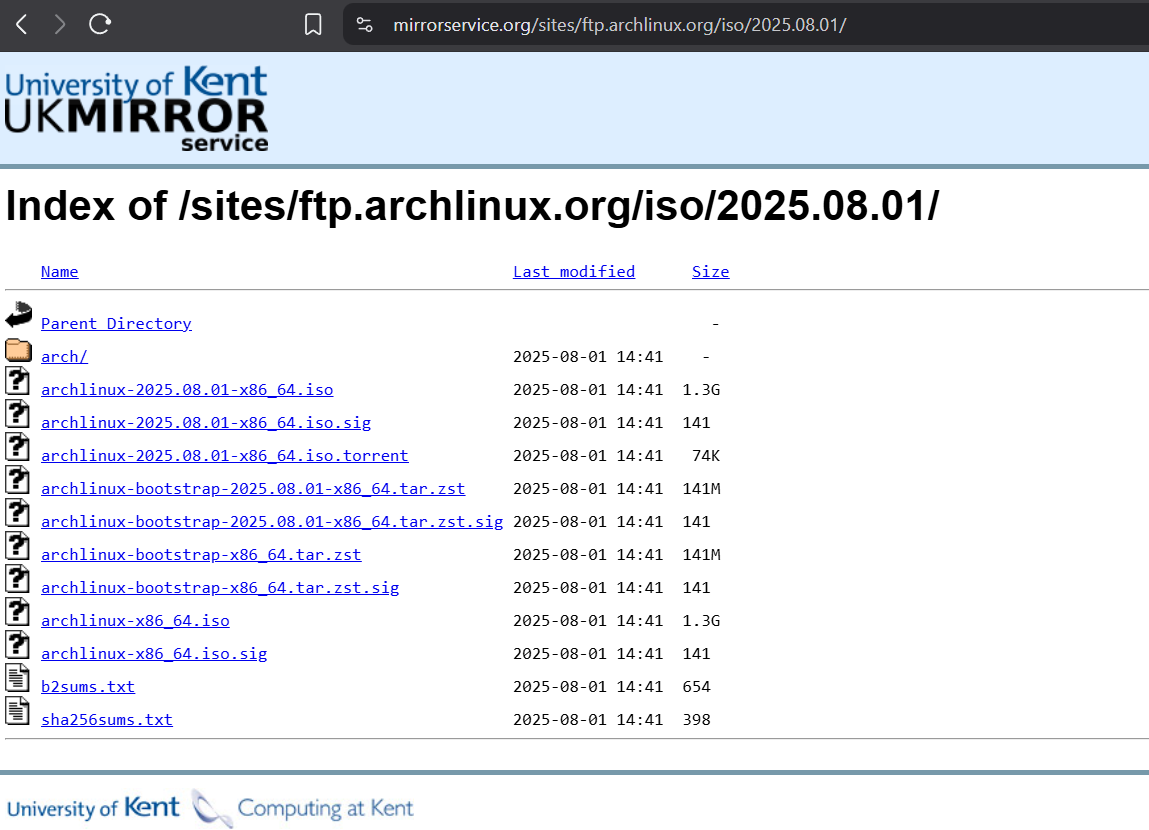 mirrorservice.org/sites/ftp.archlinux.org/iso/2025.08.01/
University of Kent
UKMIRROR
service
Index of /sites/ftp.archlinux.org/iso/2025.08.01/
Name Last modified Size
Parent Directory -
arch/ 2025-08-01 14:41 -
archlinux-2025.08.01-x86_64.iso 2025-08-01 14:41 1.3G
archlinux-2025.08.01-x86_64.iso.sig 2025-08-01 14:41 141
archlinux-2025.08.01-x86_64.iso.torrent 2025-08-01 14:41 74K
archlinux-bootstrap-2025.08.01-x86_64.tar.zst 2025-08-01 14:41 141M
archlinux-bootstrap-2025.08.01-x86_64.tar.zst.sig 2025-08-01 14:41 141
archlinux-bootstrap-x86_64.tar.zst 2025-08-01 14:41 141M
archlinux-bootstrap-x86_64.tar.zst.sig 2025-08-01 14:41 141
archlinux-x86_64.iso 2025-08-01 14:41 1.3G
archlinux-x86_64.iso.sig 2025-08-01 14:41 141
b2sums.txt 2025-08-01 14:41 654
sha256sums.txt 2025-08-01 14:41 398
University of Kent Computing at Kent